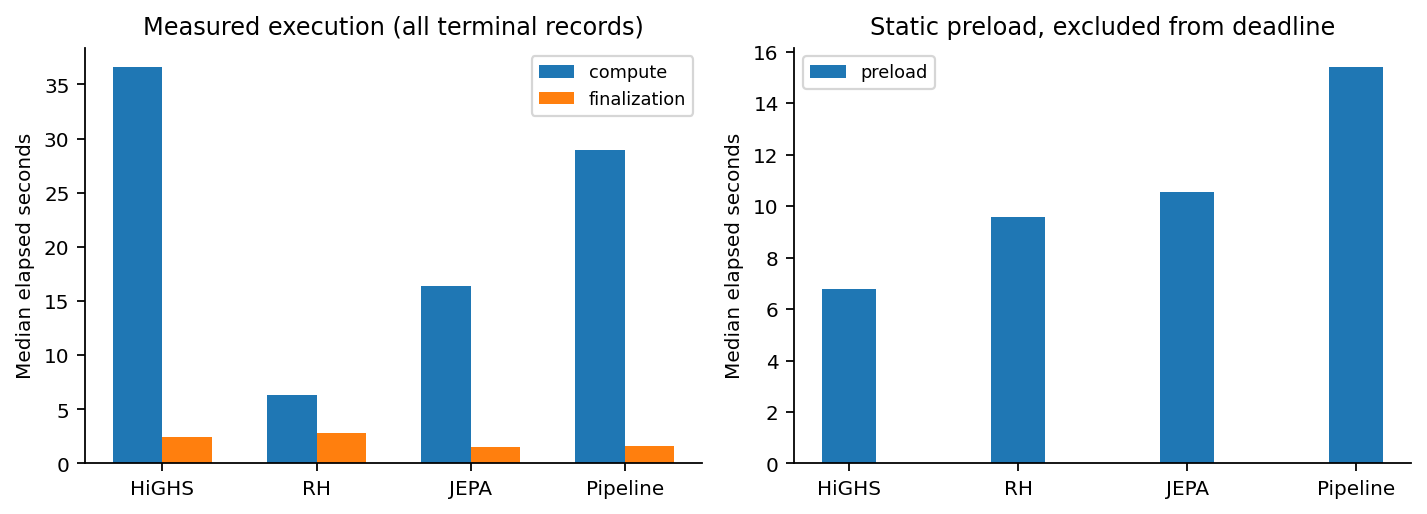 Measured execution (all terminal records)
Median elapsed seconds
35
30
25
20
15
10
5
0
compute
finalization
HiGHS
RH
JEPA
Pipeline
Static preload, excluded from deadline
Median elapsed seconds
16
14
12
10
8
6
4
2
0
preload
HiGHS
RH
JEPA
Pipeline